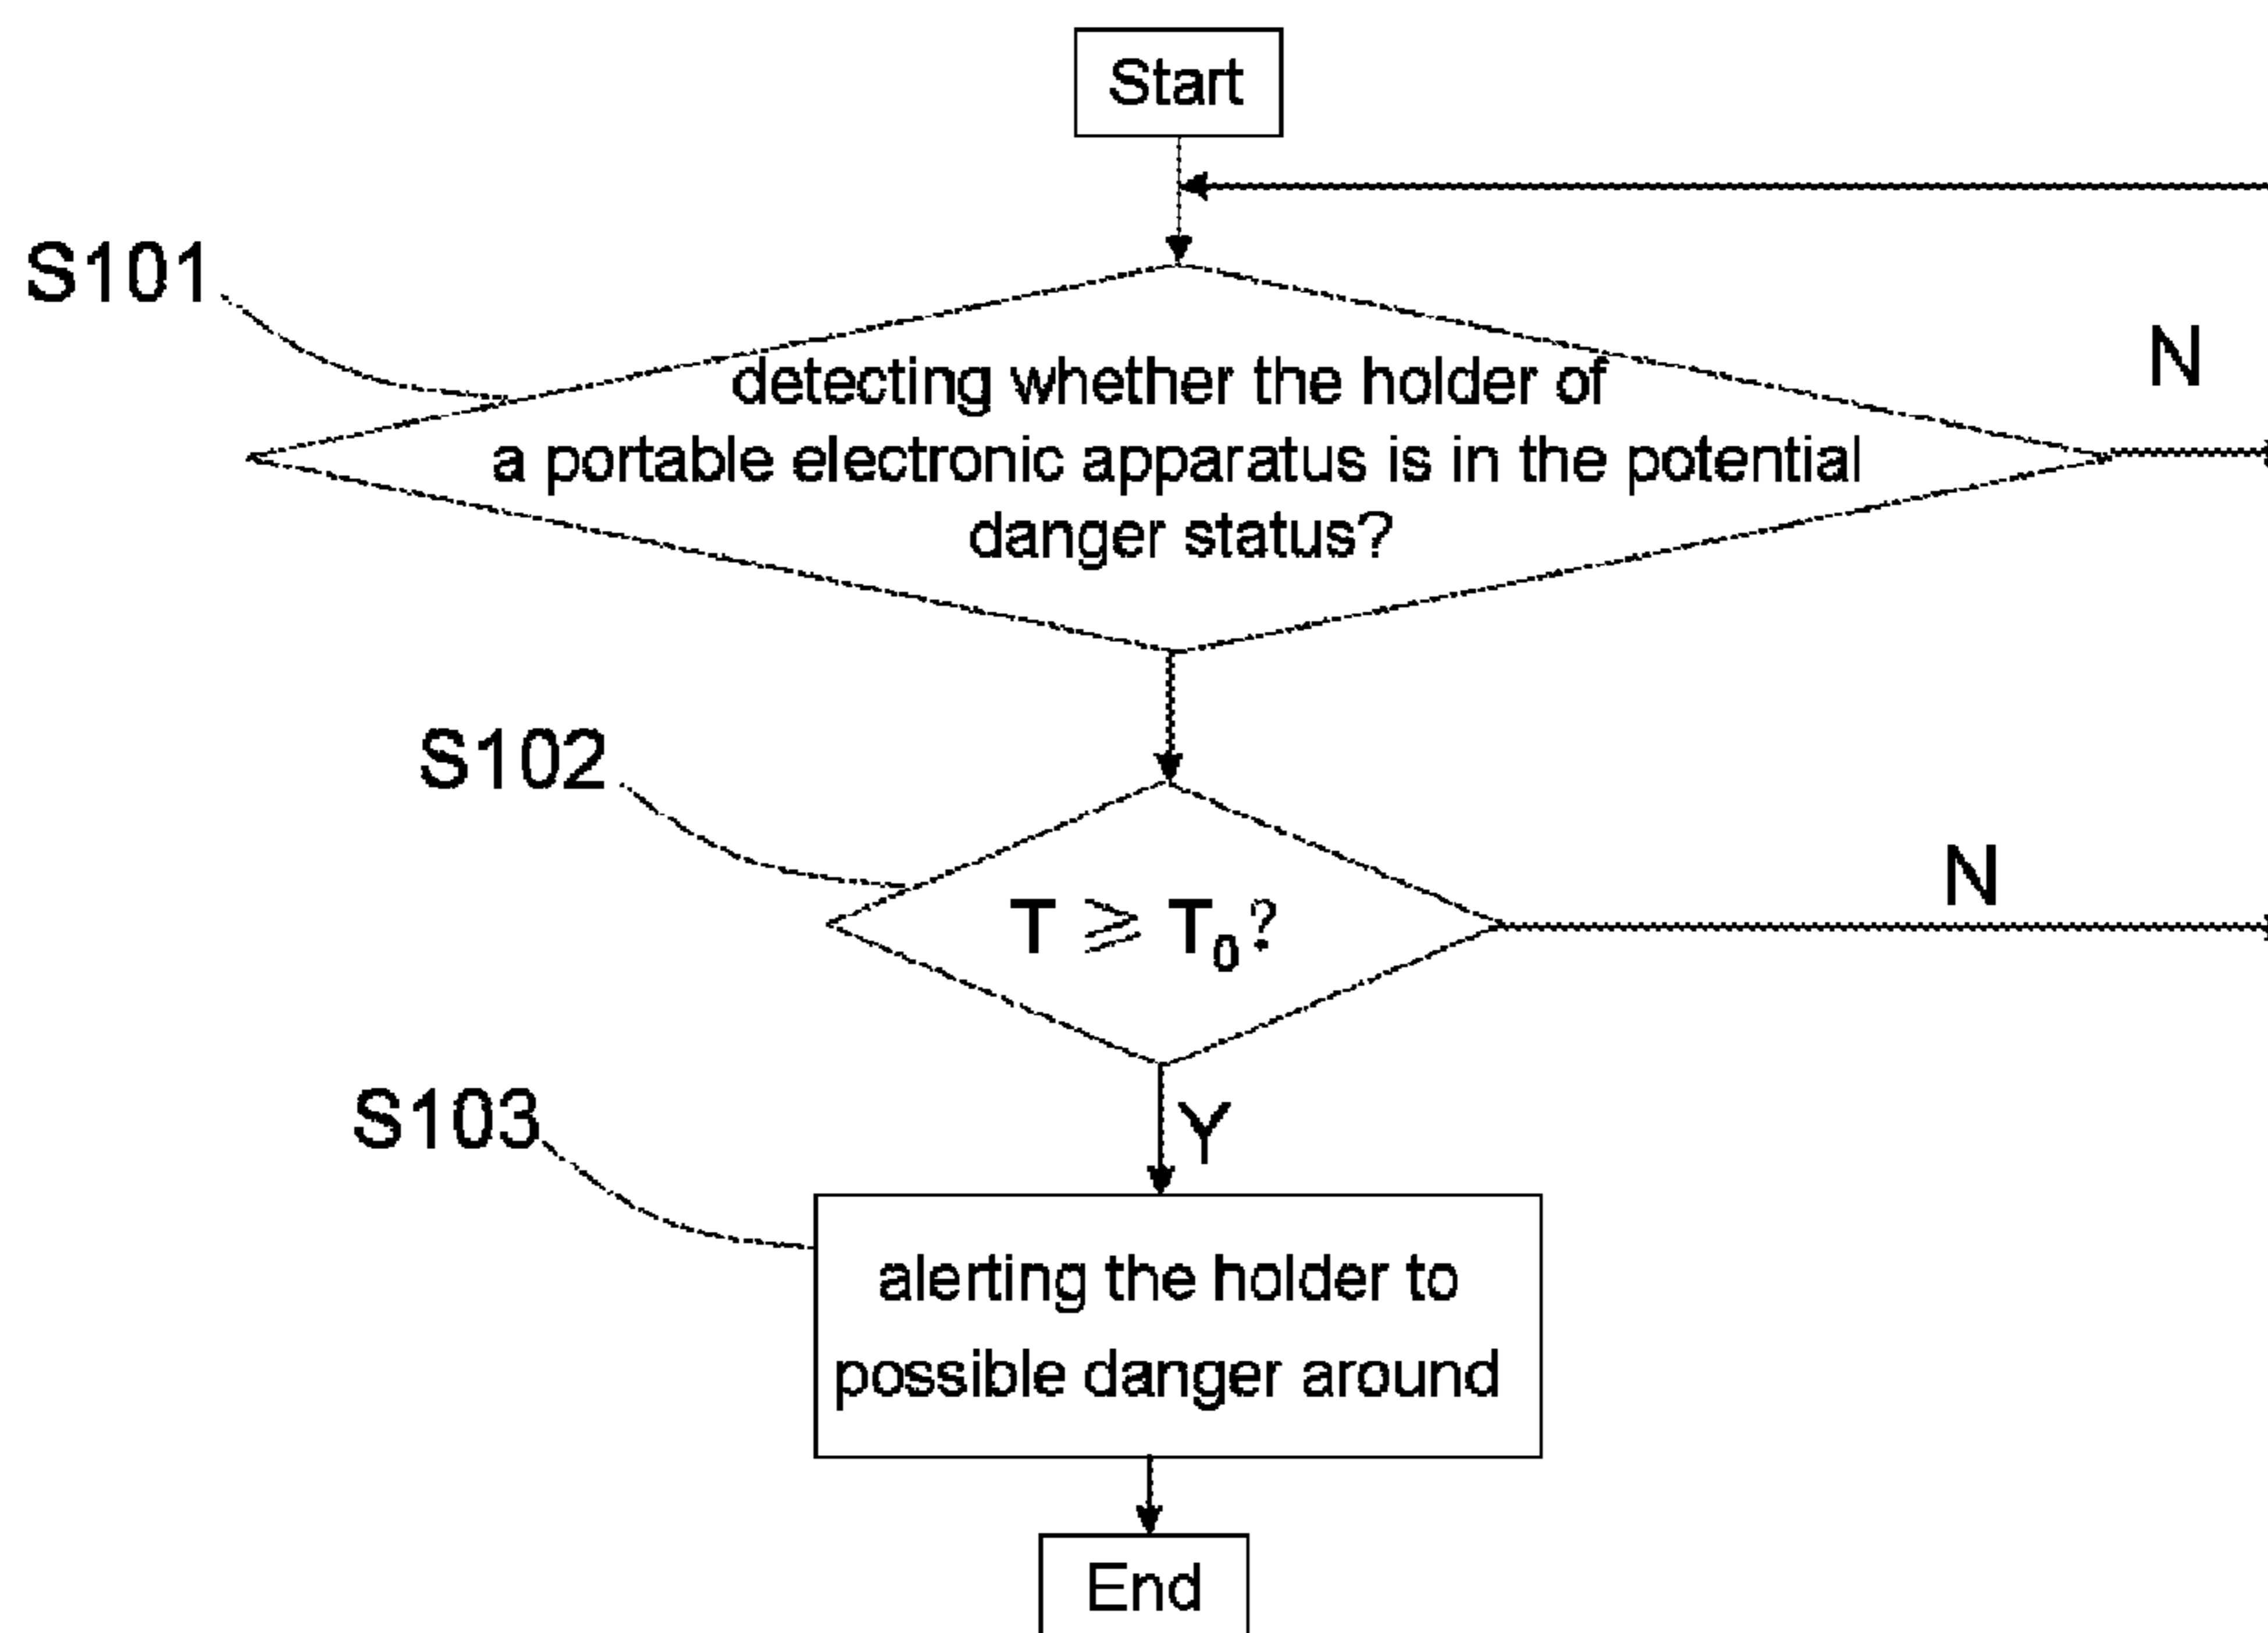 Start
S101
N
detecting whether the holder of
a portable electronic apparatus is in the potential
danger status?
S102
N
T ⩾ T₀?
S103
Y
alerting the holder to
possible danger around
End